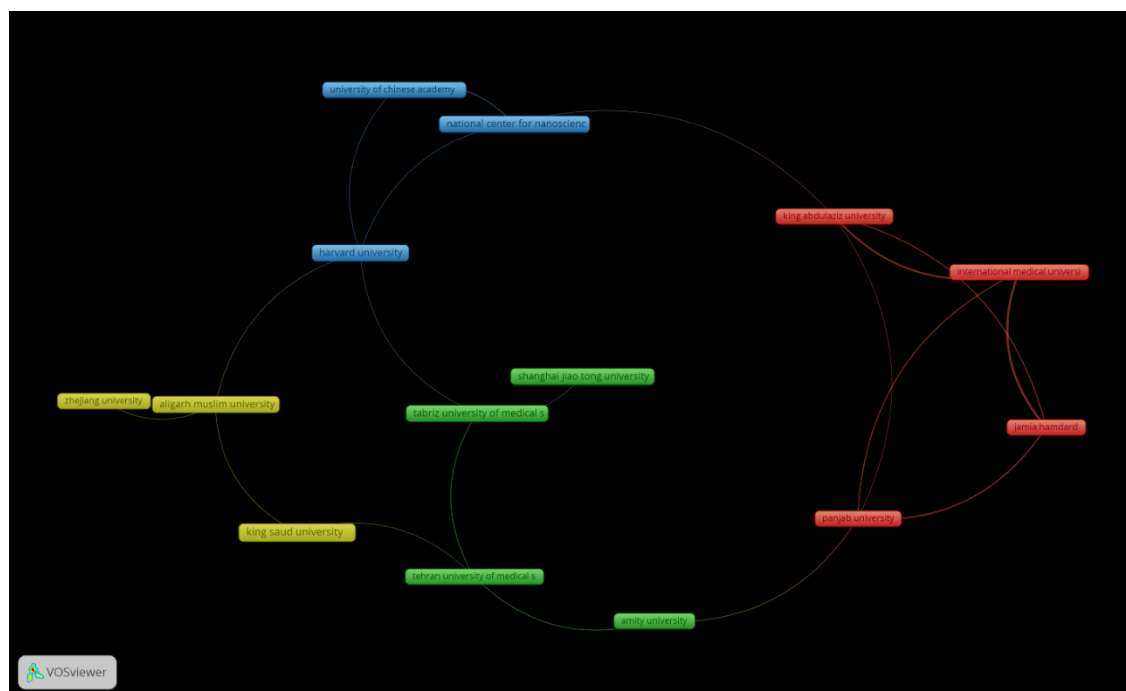 university of chinese academy
national center for nanoscienc
king abdulaziz university
harvard university
international medical universi
shanghai jiao tong university
zhejiang university
aligarh muslim university
tabriz university of medical s
jamia hamdard
king saud university
panjab university
tehran university of medical s
amity university
VOSviewer